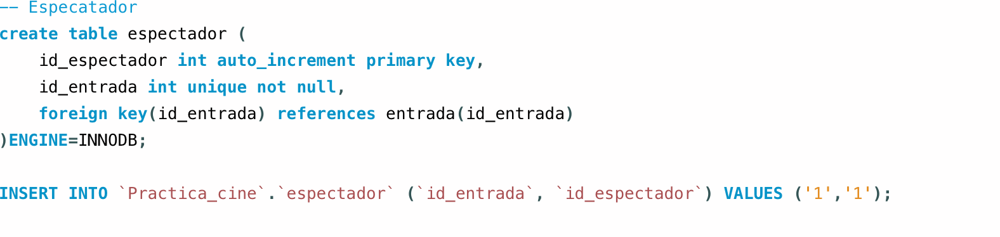 -- Especatador
create table espectador (
    id_espectador int auto_increment primary key,
    id_entrada int unique not null,
    foreign key(id_entrada) references entrada(id_entrada)
)ENGINE=INNODB;

INSERT INTO `Practica_cine`.`espectador` (`id_entrada`, `id_espectador`) VALUES ('1','1');